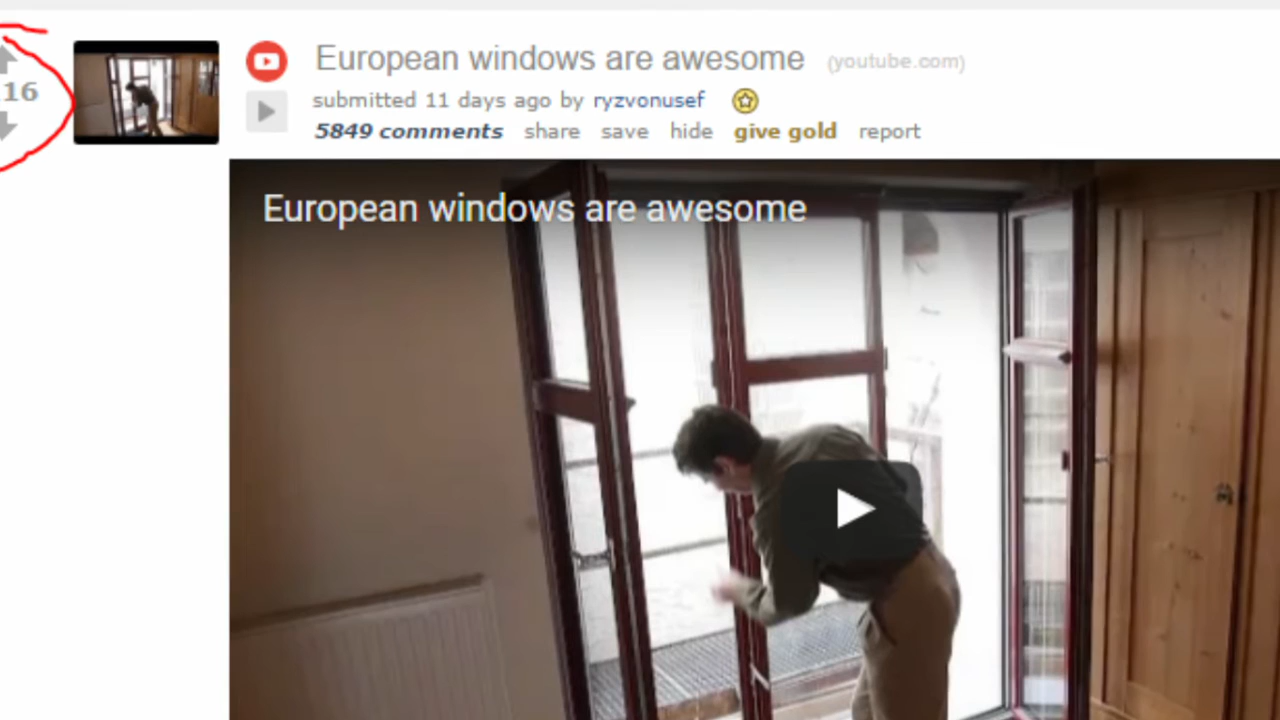 European windows are awesome (youtube.com)
16
submitted 11 days ago by ryzvonusef
5849 comments share save hide give gold report
European windows are awesome